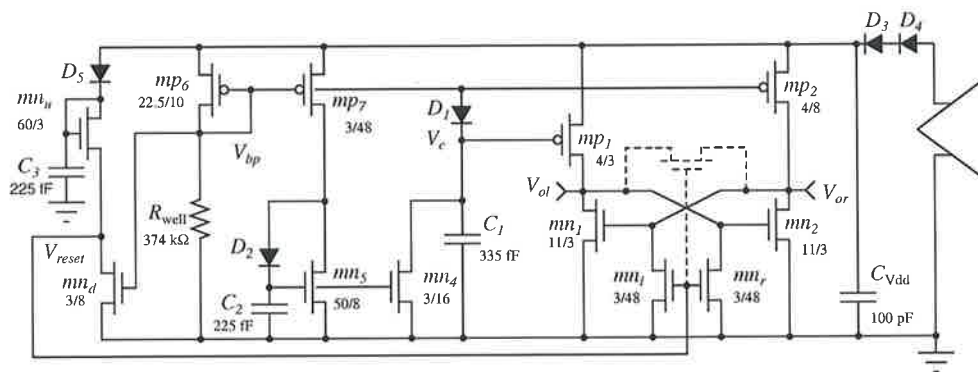 D3 D4
D5
mnu
60/3
C3
225 fF
Vreset
mnd
3/8
mp6
22.5/10
Vbp
Rwell
374 kΩ
mp7
3/48
D2
C2
225 fF
mn5
50/8
D1
Vc
mn4
3/16
C1
335 fF
mp1
4/3
Vol
mn1
11/3
mnl
3/48
mnr
3/48
mp2
4/8
Vor
mn2
11/3
CVdd
100 pF